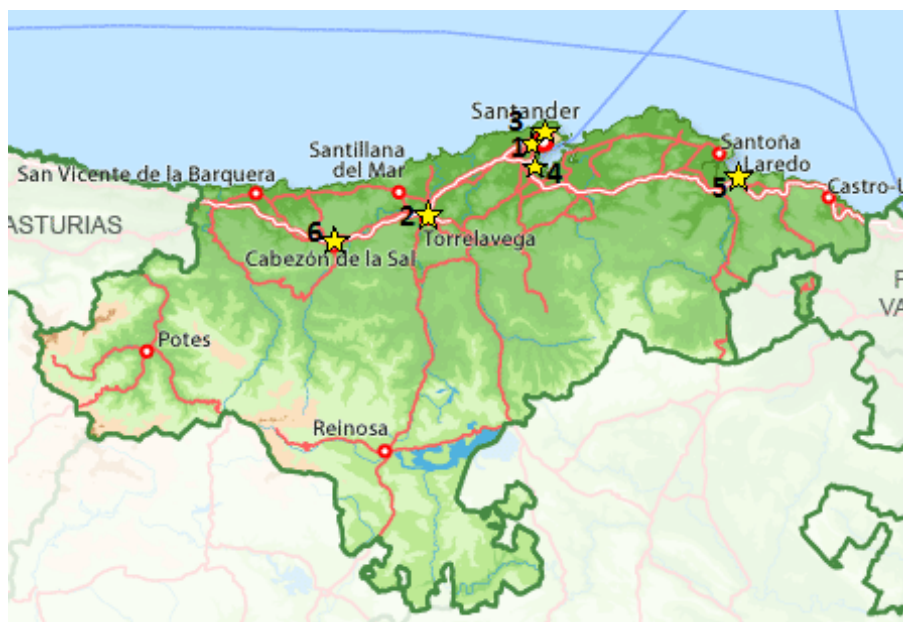 Santander
3
1
Santillana
del Mar
Santoña
4
Laredo
San Vicente de la Barquera
5
Castro-U
2
ASTURIAS
6
Torrelavega
Cabezón de la Sal
VA
Potes
Reinosa